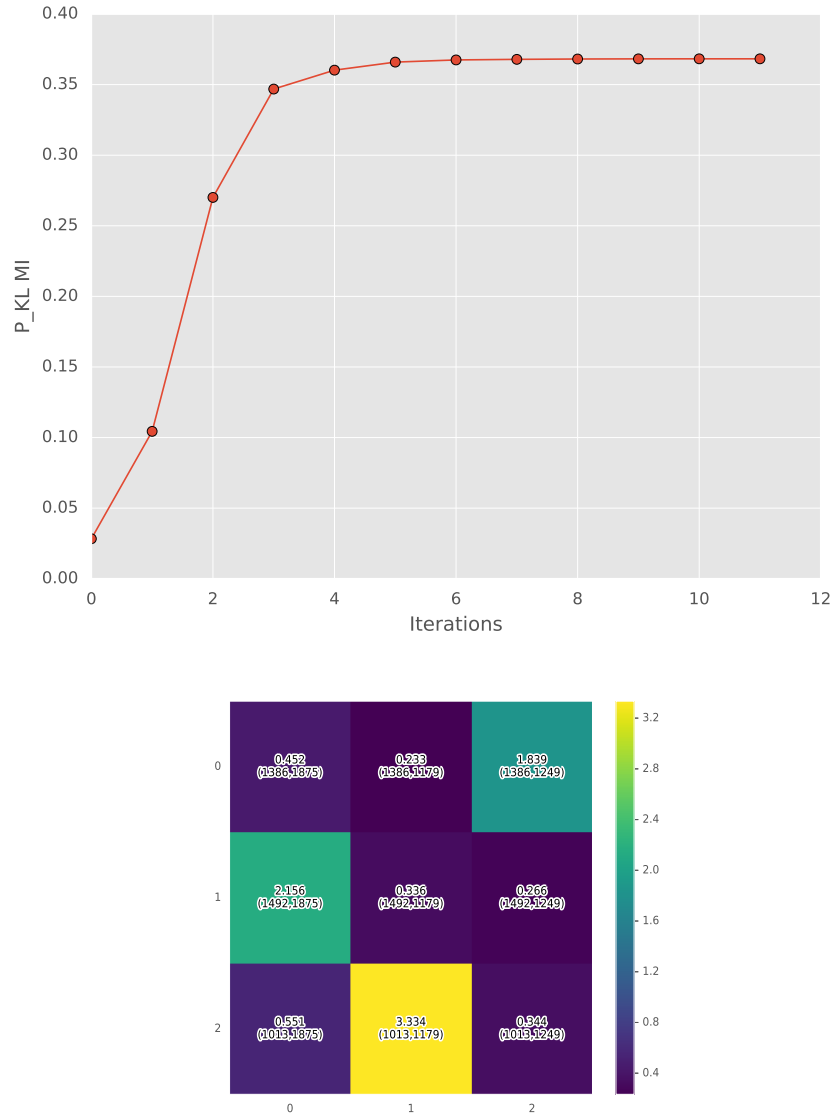 0.40
0.35
0.30
0.25
0.20
0.15
0.10
0.05
0.00
P_KL MI
0 2 4 6 8 10 12
Iterations
0 0.452 0.233 1.839
(1386,1875) (1386,1179) (1386,1249)
1 2.156 0.336 0.266
(1492,1875) (1492,1179) (1492,1249)
2 0.551 3.334 0.344
(1013,1875) (1013,1179) (1013,1249)
0 1 2
3.2
2.8
2.4
2.0
1.6
1.2
0.8
0.4